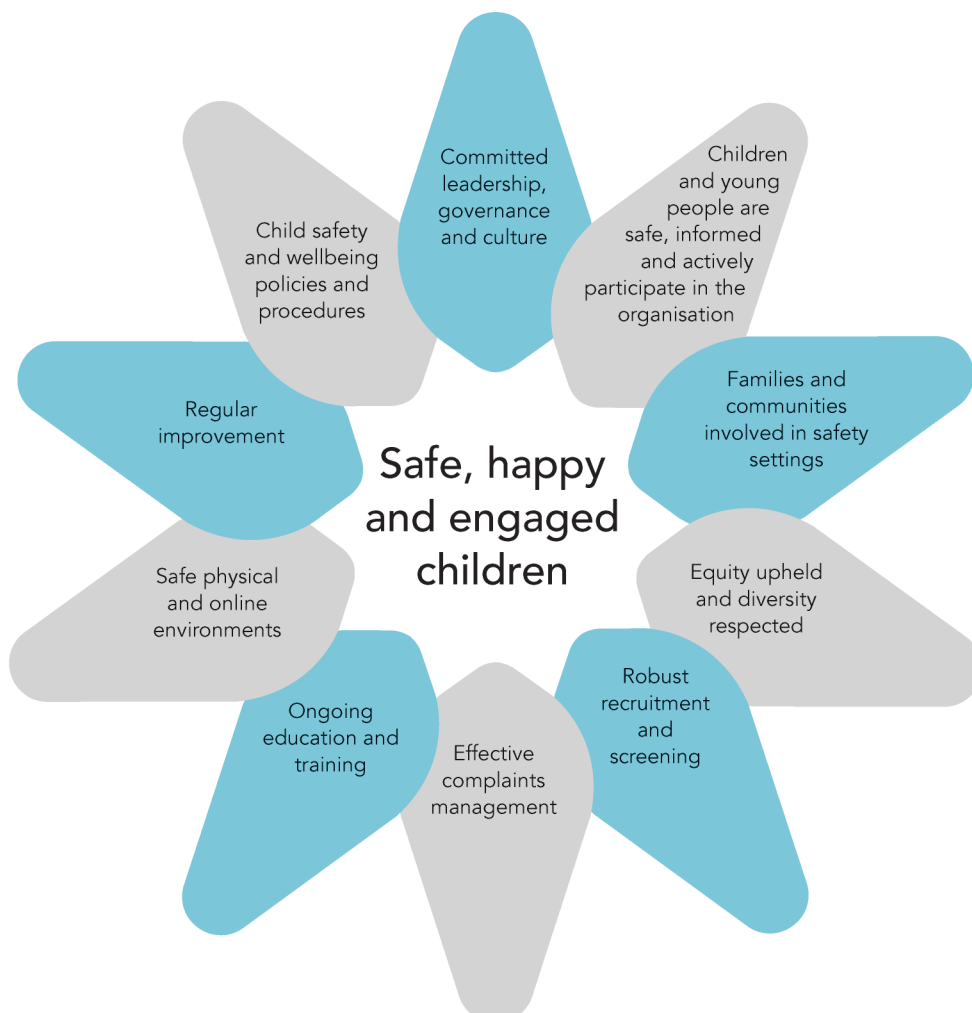 Committed
leadership,
governance
and culture
Children
and young
people are
safe, informed
and actively
participate in the
organisation
Families and
communities
involved in safety
settings
Equity upheld
and diversity
respected
Robust
recruitment
and
screening
Effective
complaints
management
Ongoing
education and
training
Safe physical
and online
environments
Regular
improvement
Child safety
and wellbeing
policies and
procedures
Safe, happy
and engaged
children